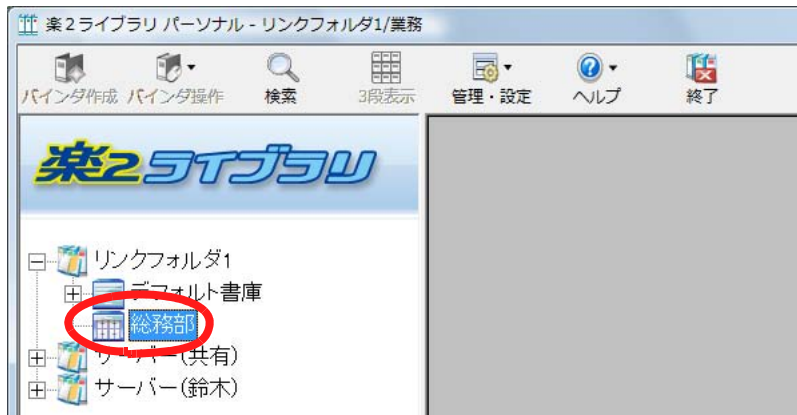 楽2ライブラリ パーソナル - リンクフォルダ1/業務
バインダ作成 バインダ操作 検索 3段表示 管理・設定 ヘルプ 終了
楽2ライブラリ
リンクフォルダ1
デフォルト書庫
総務部
サーバー(共有)
サーバー(鈴木)